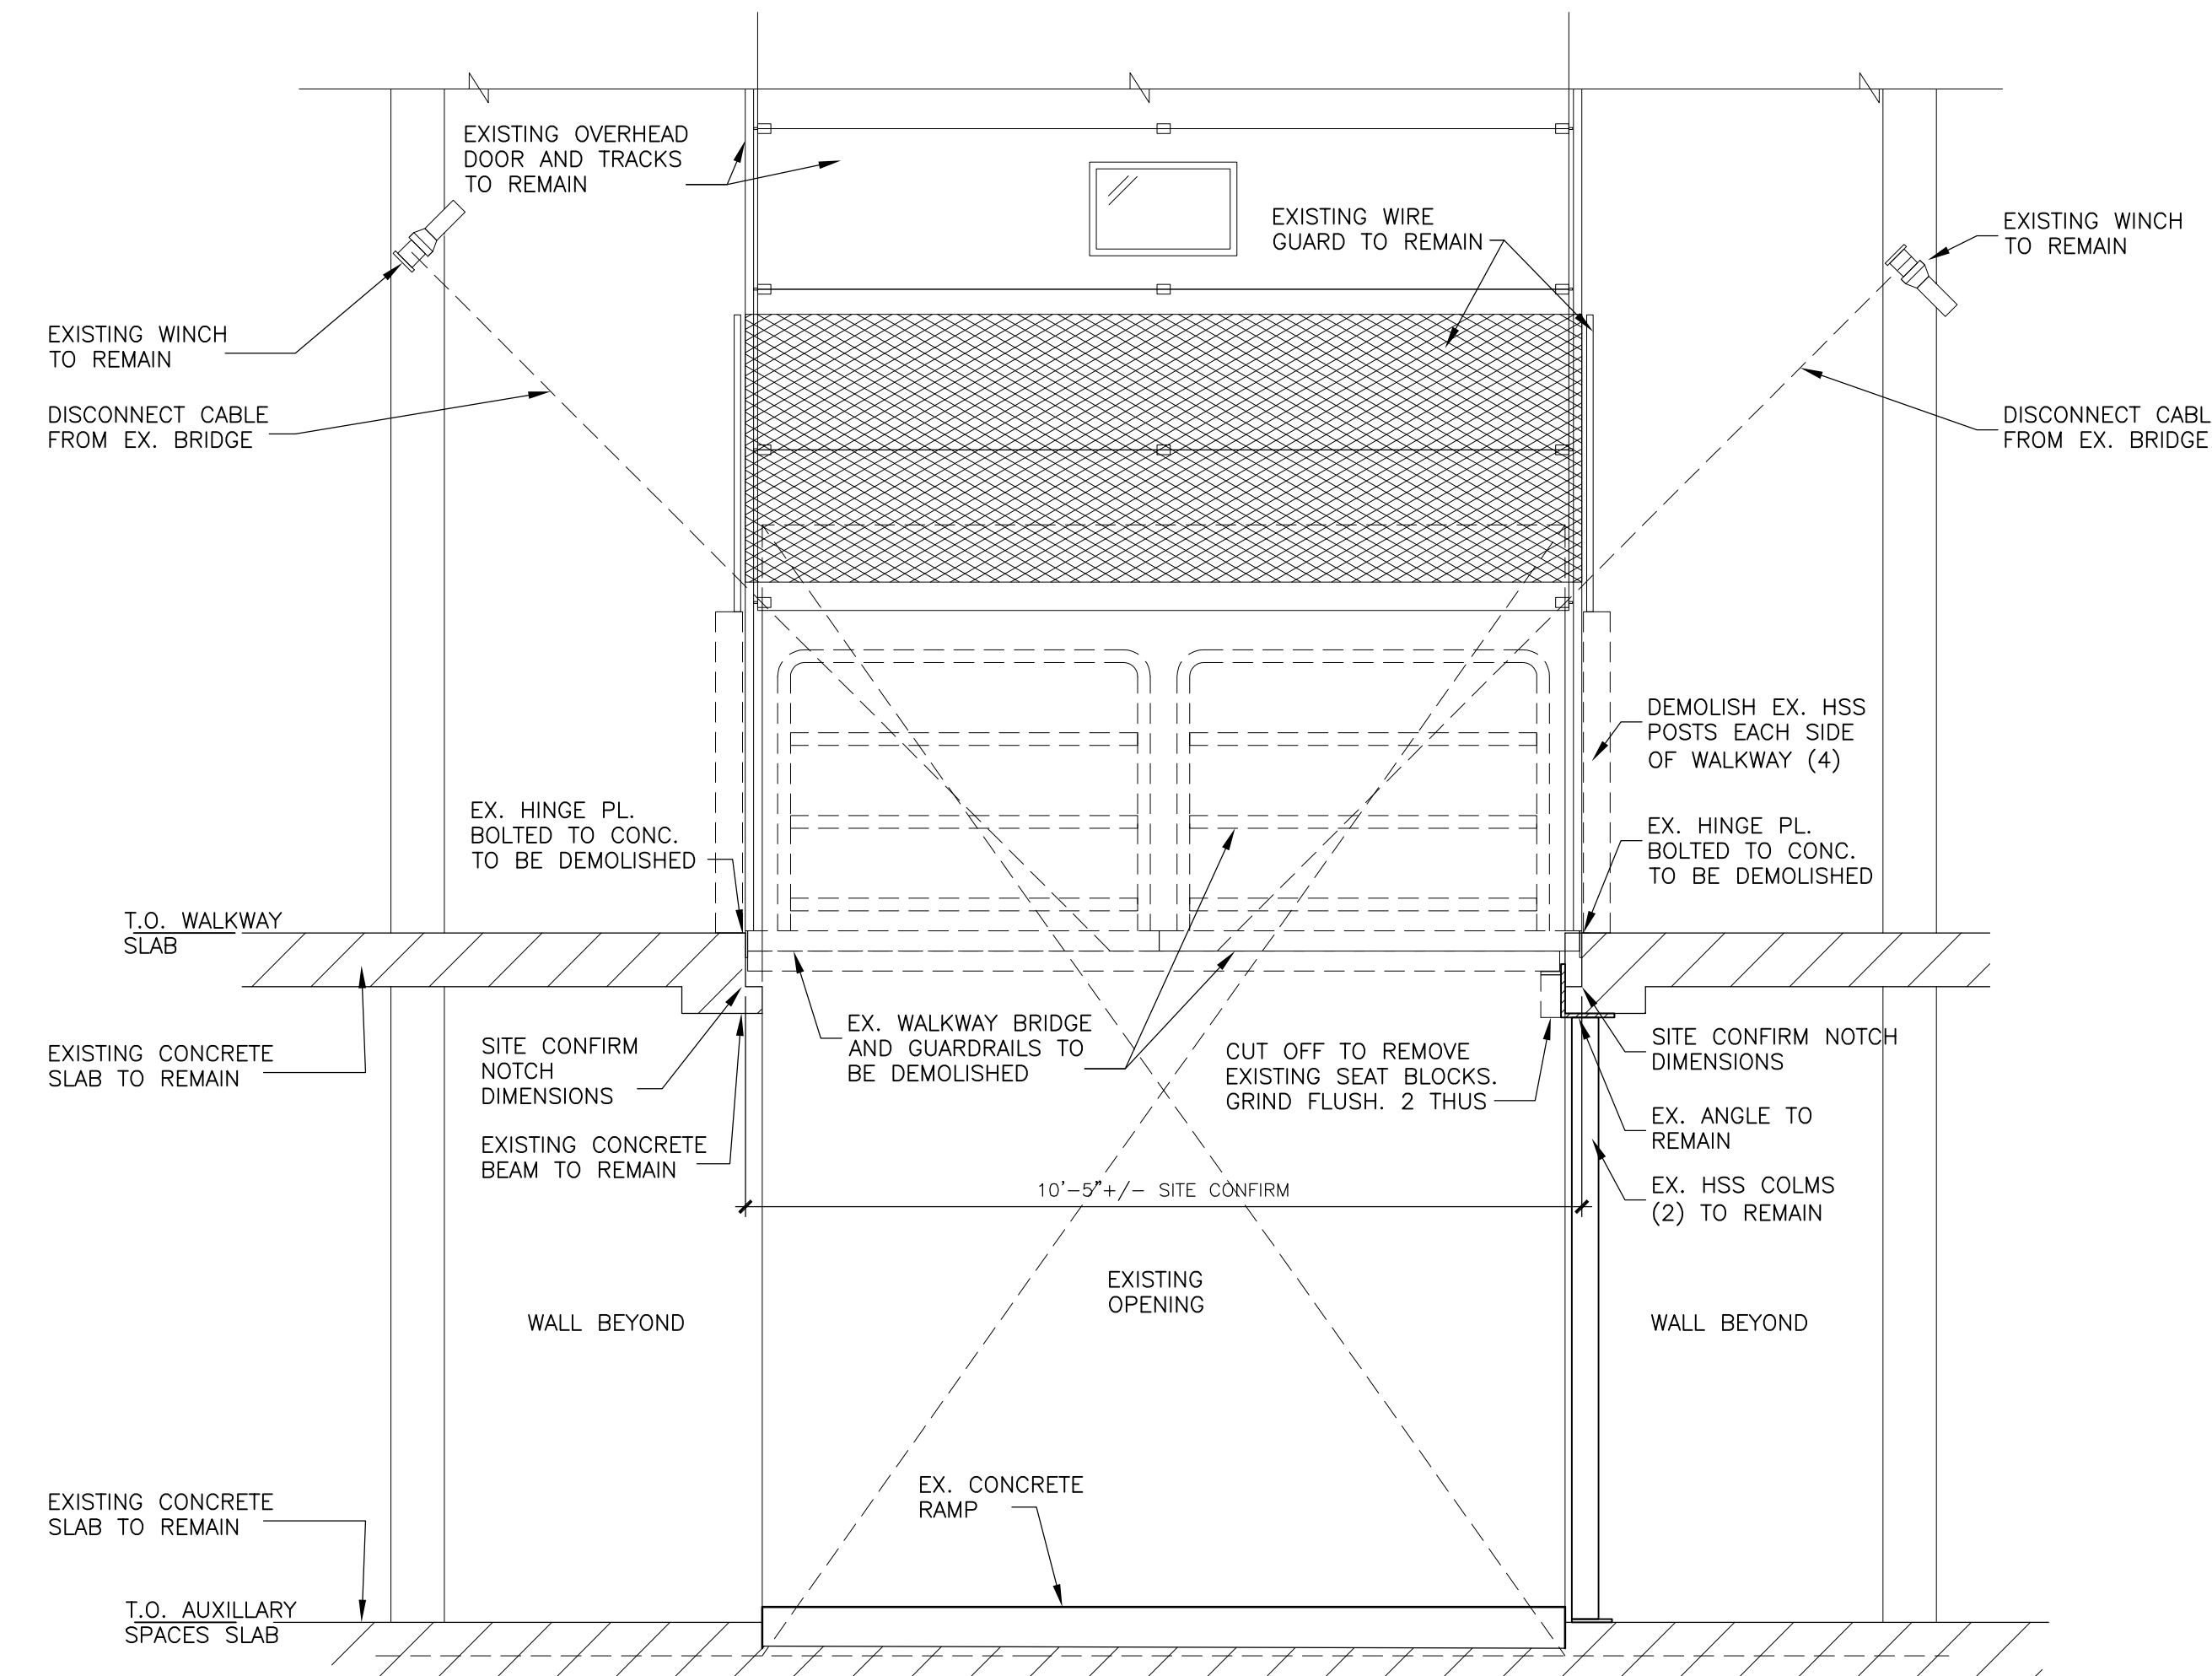 EXISTING OVERHEAD
DOOR AND TRACKS
TO REMAIN
EXISTING WIRE
GUARD TO REMAIN
EXISTING WINCH
TO REMAIN
EXISTING WINCH
TO REMAIN
DISCONNECT CABLE
FROM EX. BRIDGE
DISCONNECT CABL
FROM EX. BRIDGE
DEMOLISH EX. HSS
POSTS EACH SIDE
OF WALKWAY (4)
EX. HINGE PL.
BOLTED TO CONC.
TO BE DEMOLISHED
EX. HINGE PL.
BOLTED TO CONC.
TO BE DEMOLISHED
T.O. WALKWAY
SLAB
EXISTING CONCRETE
SLAB TO REMAIN
SITE CONFIRM
NOTCH
DIMENSIONS
EX. WALKWAY BRIDGE
AND GUARDRAILS TO
BE DEMOLISHED
CUT OFF TO REMOVE
EXISTING SEAT BLOCKS.
GRIND FLUSH. 2 THUS
SITE CONFIRM NOTCH
DIMENSIONS
EX. ANGLE TO
REMAIN
EXISTING CONCRETE
BEAM TO REMAIN
EX. HSS COLMS
(2) TO REMAIN
10'-5"+/- SITE CONFIRM
EXISTING
OPENING
WALL BEYOND
WALL BEYOND
EX. CONCRETE
RAMP
EXISTING CONCRETE
SLAB TO REMAIN
T.O. AUXILLARY
SPACES SLAB